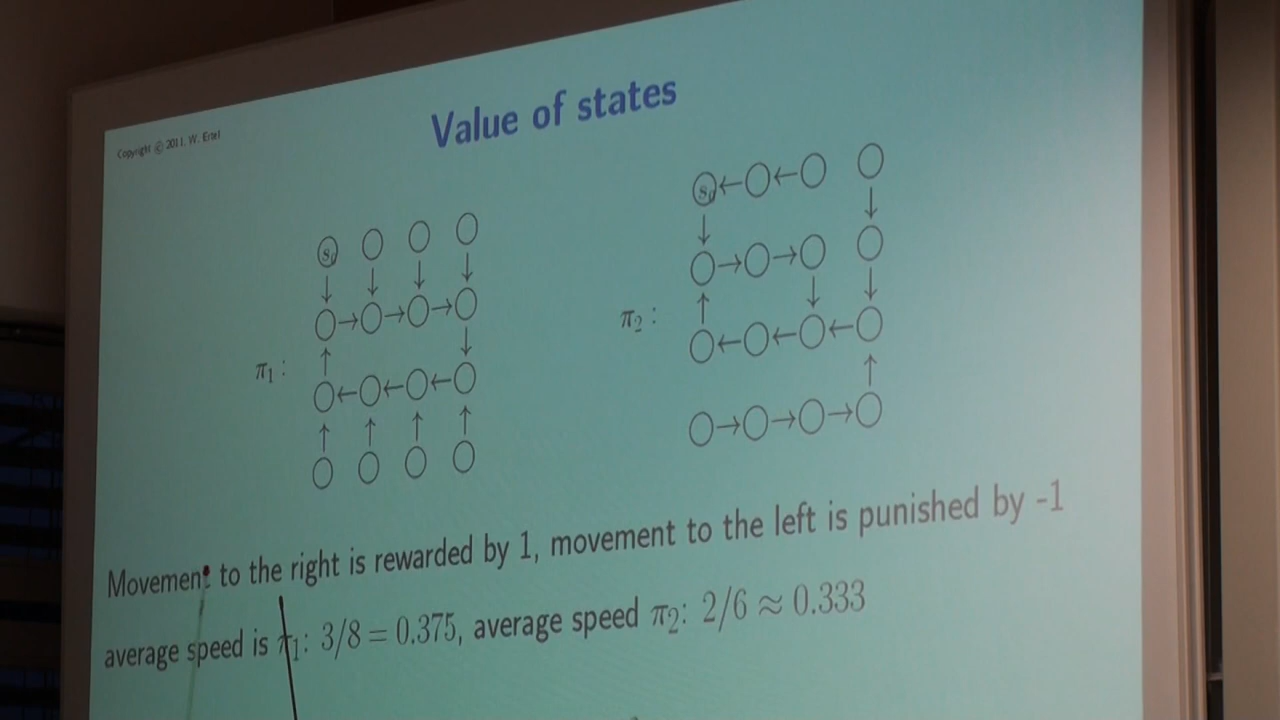 Copyright © 2011, W. Ertel
Value of states
s₀
s₀
π₁ :
π₂ :
Movement to the right is rewarded by 1, movement to the left is punished by -1
average speed is π₁: 3/8 = 0.375, average speed π₂: 2/6 ≈ 0.333